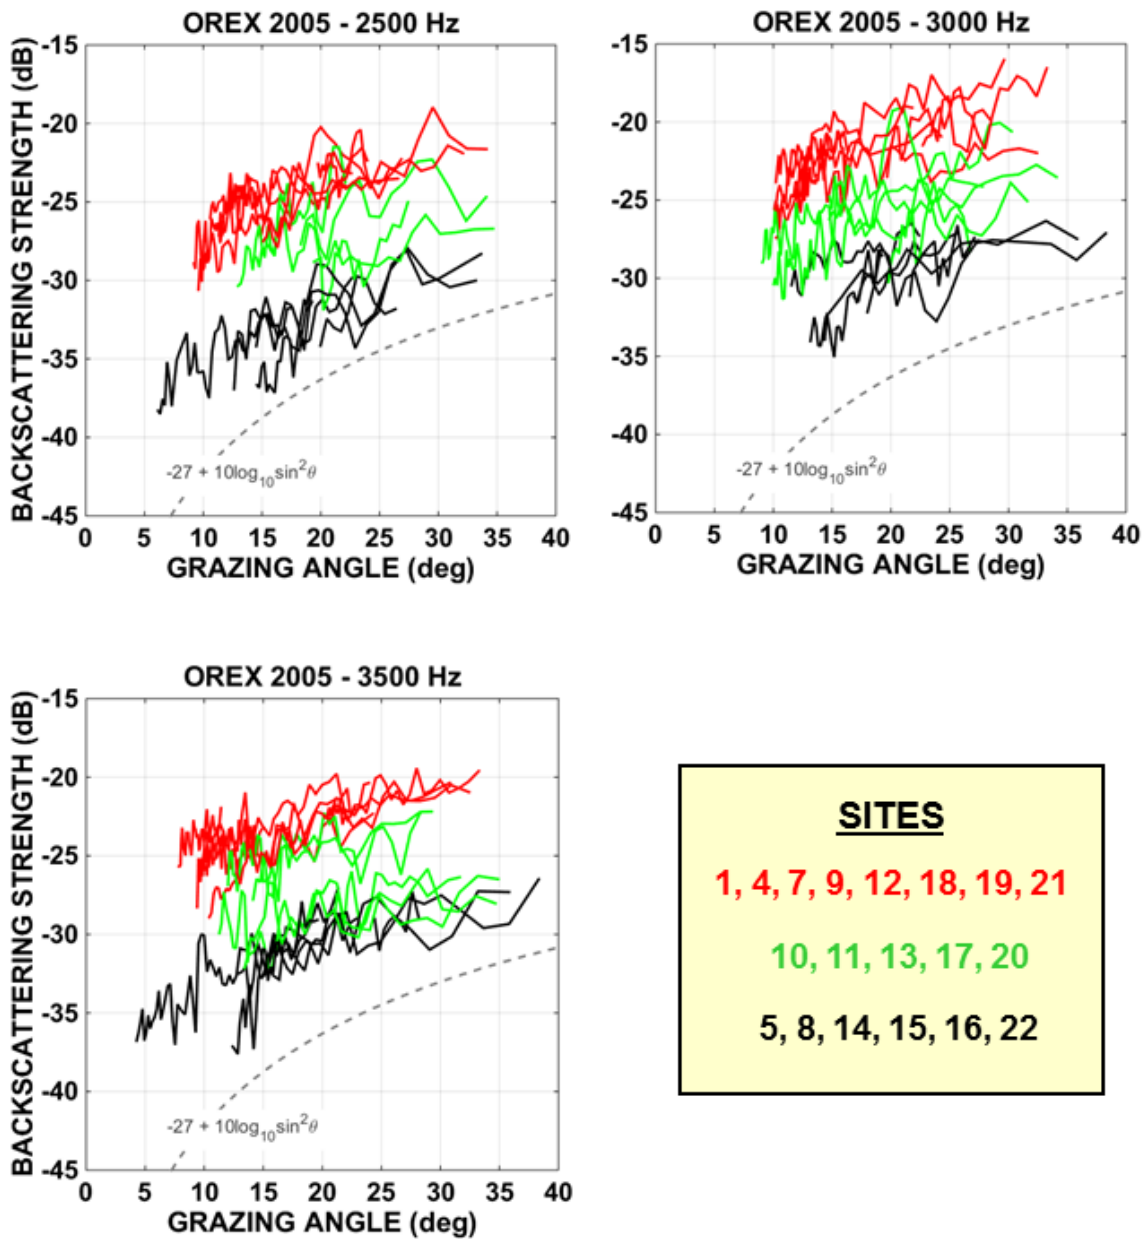 OREX 2005 - 2500 Hz
BACKSCATTERING STRENGTH (dB)
-15
-20
-25
-30
-35
-40
-45
-27 + 10log10sin2θ
0 5 10 15 20 25 30 35 40
GRAZING ANGLE (deg)
OREX 2005 - 3000 Hz
-15
-20
-25
-30
-35
-40
-45
-27 + 10log10sin2θ
0 5 10 15 20 25 30 35 40
GRAZING ANGLE (deg)
OREX 2005 - 3500 Hz
BACKSCATTERING STRENGTH (dB)
-15
-20
-25
-30
-35
-40
-45
-27 + 10log10sin2θ
0 5 10 15 20 25 30 35 40
GRAZING ANGLE (deg)
SITES
1, 4, 7, 9, 12, 18, 19, 21
10, 11, 13, 17, 20
5, 8, 14, 15, 16, 22